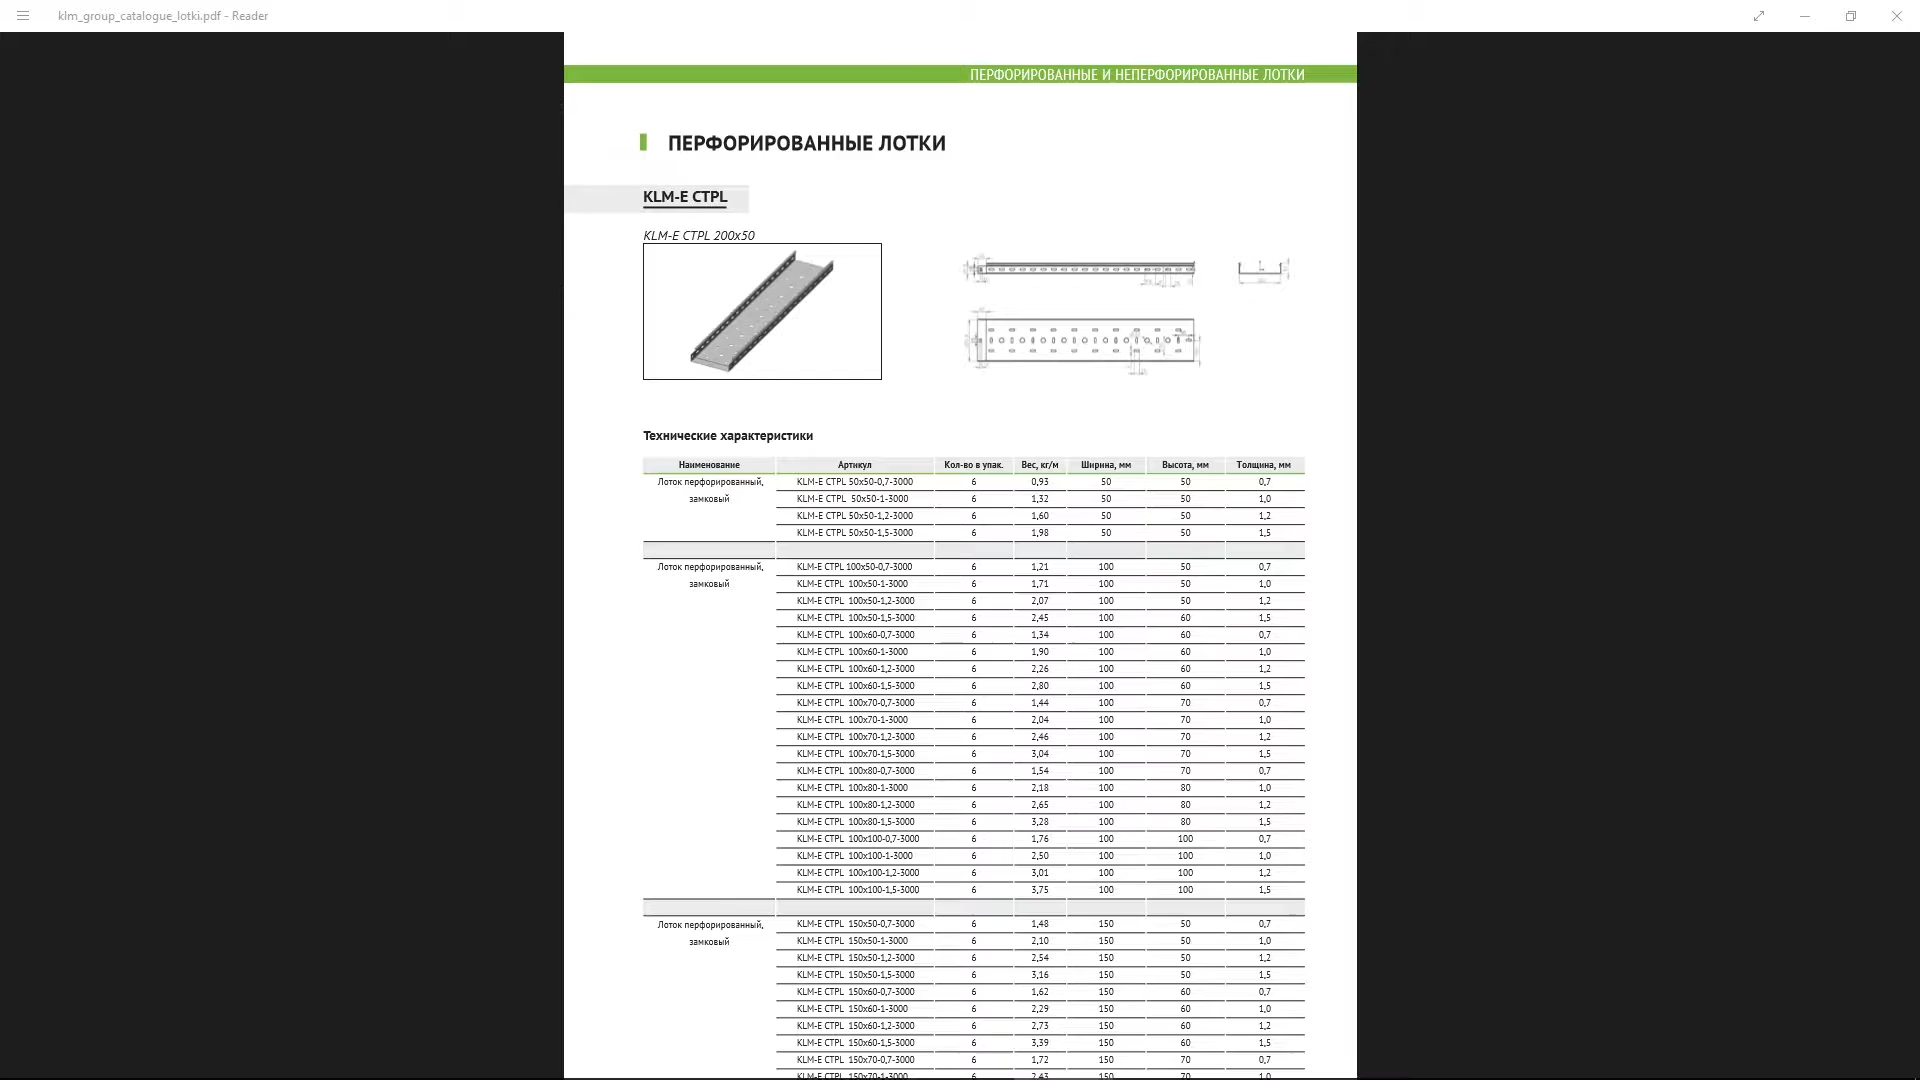 klm_group_catalogue_lotki.pdf - Reader
ПЕРФОРИРОВАННЫЕ И НЕПЕРФОРИРОВАННЫЕ ЛОТКИ
ПЕРФОРИРОВАННЫЕ ЛОТКИ
KLM-E CTPL
KLM-E CTPL 200x50
Технические характеристики
Наименование Артикул Кол-во в упак. Вес, кг/м Ширина, мм Высота, мм Толщина, мм
Лоток перфорированный, KLM-E CTPL 50x50-0,7-3000 6 0,93 50 50 0,7
замковый KLM-E CTPL 50x50-1-3000 6 1,32 50 50 1,0
KLM-E CTPL 50x50-1,2-3000 6 1,60 50 50 1,2
KLM-E CTPL 50x50-1,5-3000 6 1,98 50 50 1,5
Лоток перфорированный, KLM-E CTPL 100x50-0,7-3000 6 1,21 100 50 0,7
замковый KLM-E CTPL 100x50-1-3000 6 1,71 100 50 1,0
KLM-E CTPL 100x50-1,2-3000 6 2,07 100 50 1,2
KLM-E CTPL 100x50-1,5-3000 6 2,45 100 60 1,5
KLM-E CTPL 100x60-0,7-3000 6 1,34 100 60 0,7
KLM-E CTPL 100x60-1-3000 6 1,90 100 60 1,0
KLM-E CTPL 100x60-1,2-3000 6 2,26 100 60 1,2
KLM-E CTPL 100x60-1,5-3000 6 2,80 100 60 1,5
KLM-E CTPL 100x70-0,7-3000 6 1,44 100 70 0,7
KLM-E CTPL 100x70-1-3000 6 2,04 100 70 1,0
KLM-E CTPL 100x70-1,2-3000 6 2,46 100 70 1,2
KLM-E CTPL 100x70-1,5-3000 6 3,04 100 70 1,5
KLM-E CTPL 100x80-0,7-3000 6 1,54 100 70 0,7
KLM-E CTPL 100x80-1-3000 6 2,18 100 80 1,0
KLM-E CTPL 100x80-1,2-3000 6 2,65 100 80 1,2
KLM-E CTPL 100x80-1,5-3000 6 3,28 100 80 1,5
KLM-E CTPL 100x100-0,7-3000 6 1,76 100 100 0,7
KLM-E CTPL 100x100-1-3000 6 2,50 100 100 1,0
KLM-E CTPL 100x100-1,2-3000 6 3,01 100 100 1,2
KLM-E CTPL 100x100-1,5-3000 6 3,75 100 100 1,5
Лоток перфорированный, KLM-E CTPL 150x50-0,7-3000 6 1,48 150 50 0,7
замковый KLM-E CTPL 150x50-1-3000 6 2,10 150 50 1,0
KLM-E CTPL 150x50-1,2-3000 6 2,54 150 50 1,2
KLM-E CTPL 150x50-1,5-3000 6 3,16 150 50 1,5
KLM-E CTPL 150x60-0,7-3000 6 1,62 150 60 0,7
KLM-E CTPL 150x60-1-3000 6 2,29 150 60 1,0
KLM-E CTPL 150x60-1,2-3000 6 2,73 150 60 1,2
KLM-E CTPL 150x60-1,5-3000 6 3,39 150 60 1,5
KLM-E CTPL 150x70-0,7-3000 6 1,72 150 70 0,7
KLM-E CTPL 150x70-1-3000 6 2,43 150 70 1,0